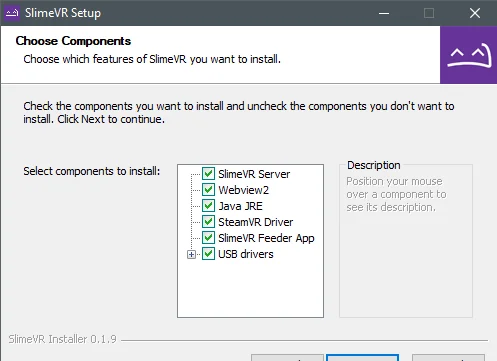 SlimeVR Setup
Choose Components
Choose which features of SlimeVR you want to install.
Check the components you want to install and uncheck the components you don't want to
install. Click Next to continue.
Select components to install:
SlimeVR Server
Webview2
Java JRE
SteamVR Driver
SlimeVR Feeder App
USB drivers
Description
Position your mouse
over a component to
see its description.
SlimeVR Installer 0.1.9